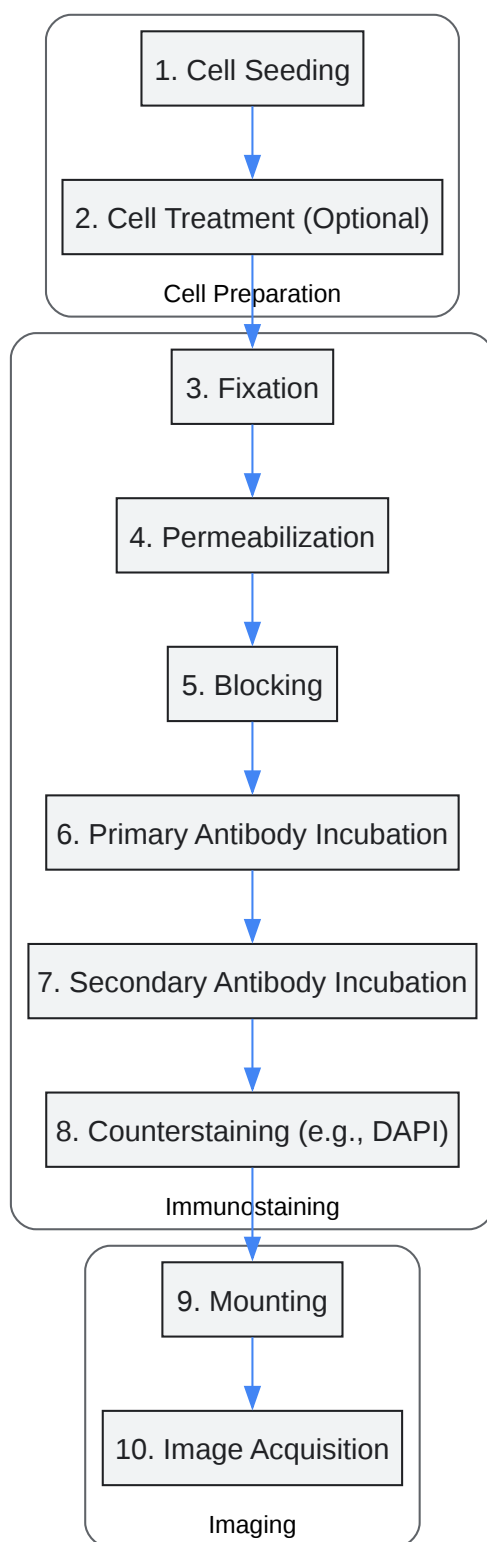 1. Cell Seeding
2. Cell Treatment (Optional)
Cell Preparation
3. Fixation
4. Permeabilization
5. Blocking
6. Primary Antibody Incubation
7. Secondary Antibody Incubation
8. Counterstaining (e.g., DAPI)
Immunostaining
9. Mounting
10. Image Acquisition
Imaging